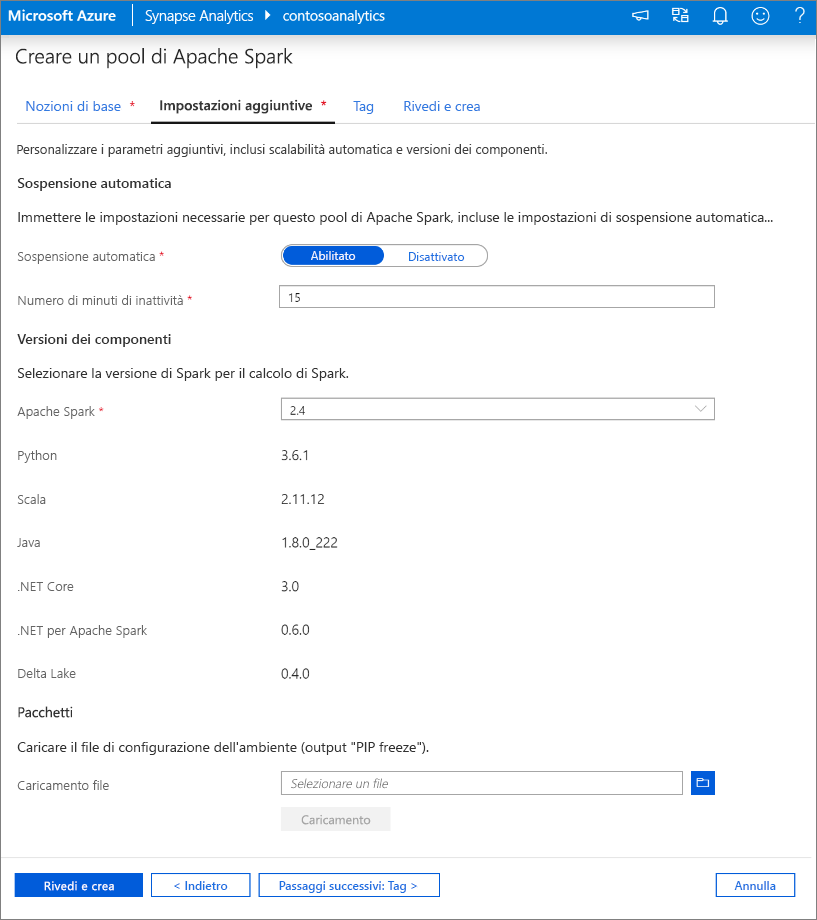 Microsoft Azure Synapse Analytics contosoanalytics ?
Creare un pool di Apache Spark
Nozioni di base * Impostazioni aggiuntive * Tag Rivedi e crea
Personalizzare i parametri aggiuntivi, inclusi scalabilità automatica e versioni dei componenti.
Sospensione automatica
Immettere le impostazioni necessarie per questo pool di Apache Spark, incluse le impostazioni di sospensione automatica...
Sospensione automatica * Abilitato Disattivato
Numero di minuti di inattività * 15
Versioni dei componenti
Selezionare la versione di Spark per il calcolo di Spark.
Apache Spark * 2.4
Python 3.6.1
Scala 2.11.12
Java 1.8.0_222
.NET Core 3.0
.NET per Apache Spark 0.6.0
Delta Lake 0.4.0
Pacchetti
Caricare il file di configurazione dell'ambiente (output "PIP freeze").
Caricamento file Selezionare un file
Caricamento
Rivedi e crea < Indietro Passaggi successivi: Tag > Annulla